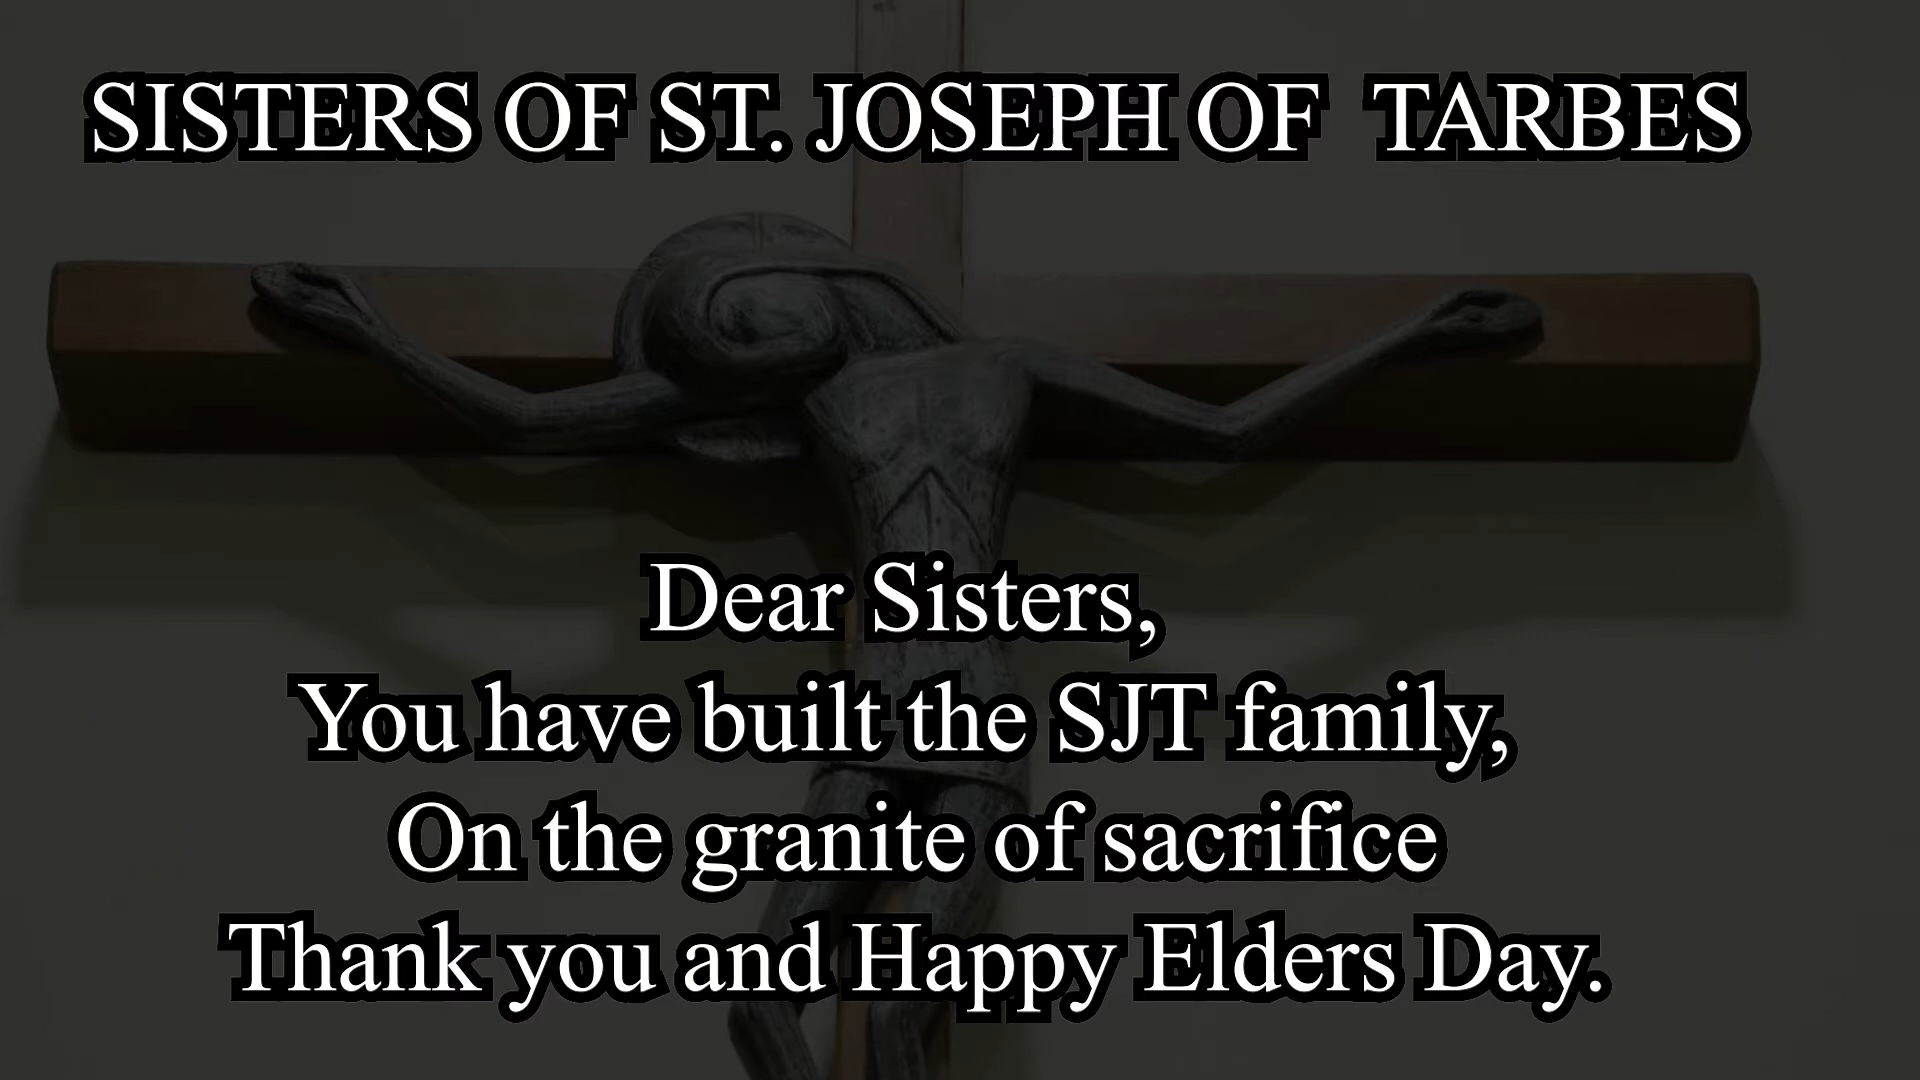 SISTERS OF ST. JOSEPH OF  TARBES
Dear Sisters,
You have built the SJT family,
On the granite of sacrifice
Thank you and Happy Elders Day.